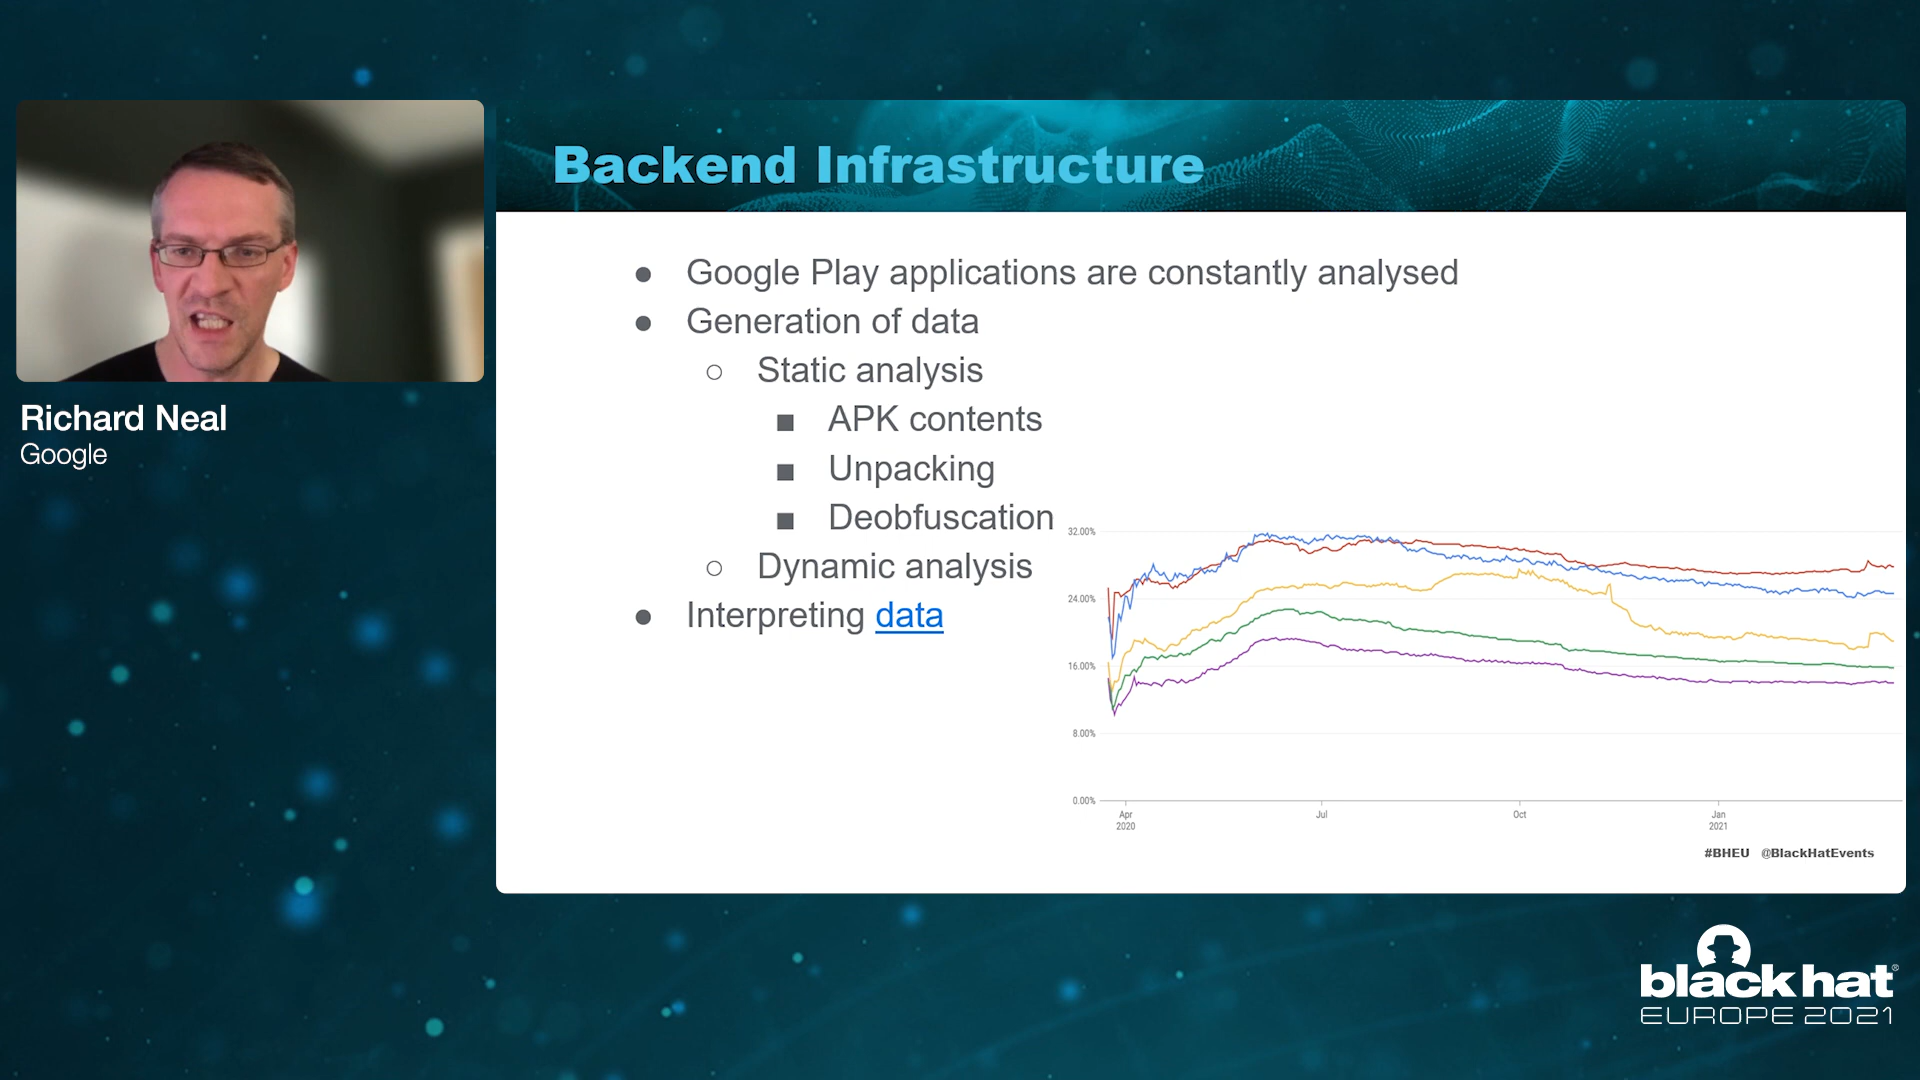 Backend Infrastructure
Google Play applications are constantly analysed
Generation of data
Static analysis
APK contents
Unpacking
Deobfuscation
Dynamic analysis
Interpreting data
32.00%
24.00%
16.00%
8.00%
0.00%
Apr
2020
Jul
Oct
Jan
2021
#BHEU @BlackHatEvents
Richard Neal
Google
black hat®
EUROPE 2021